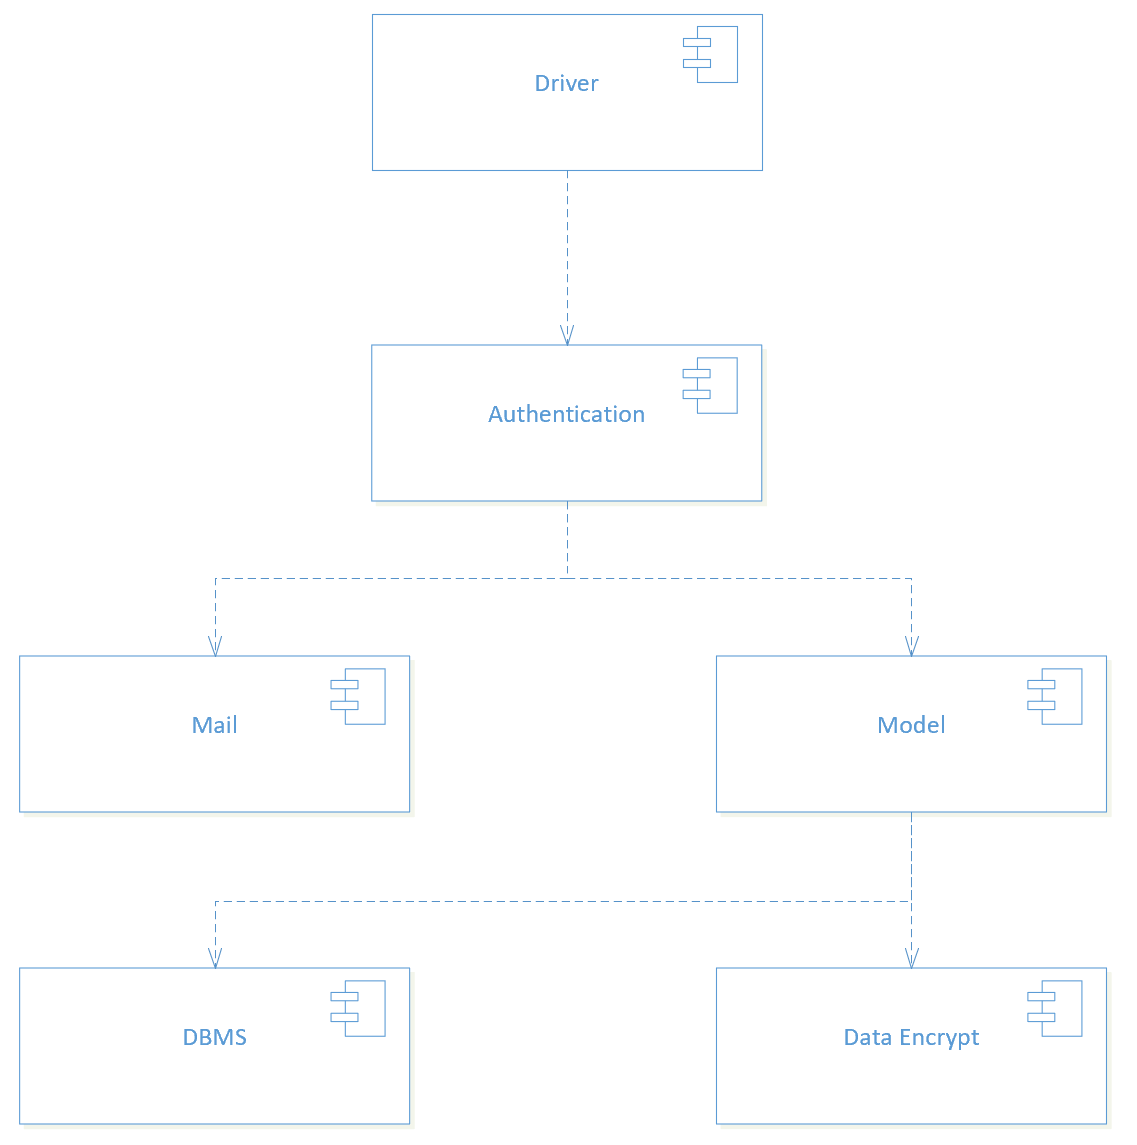 Driver
Authentication
Mail
Model
DBMS
Data Encrypt